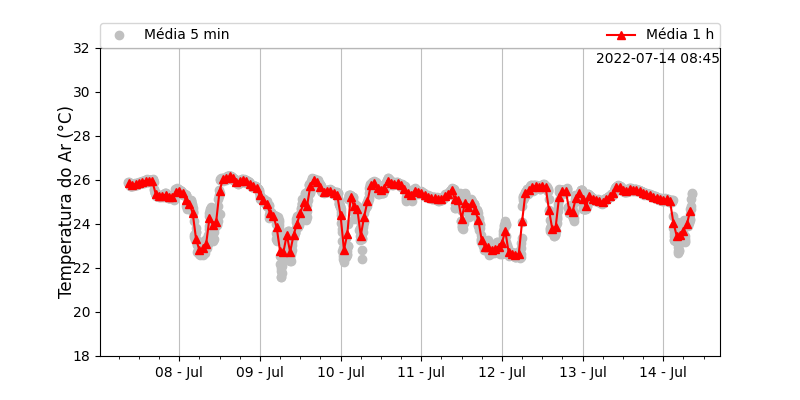 Média 5 min
Média 1 h
2022-07-14 08:45
Temperatura do Ar (°C)
32
30
28
26
24
22
20
18
08 - Jul
09 - Jul
10 - Jul
11 - Jul
12 - Jul
13 - Jul
14 - Jul